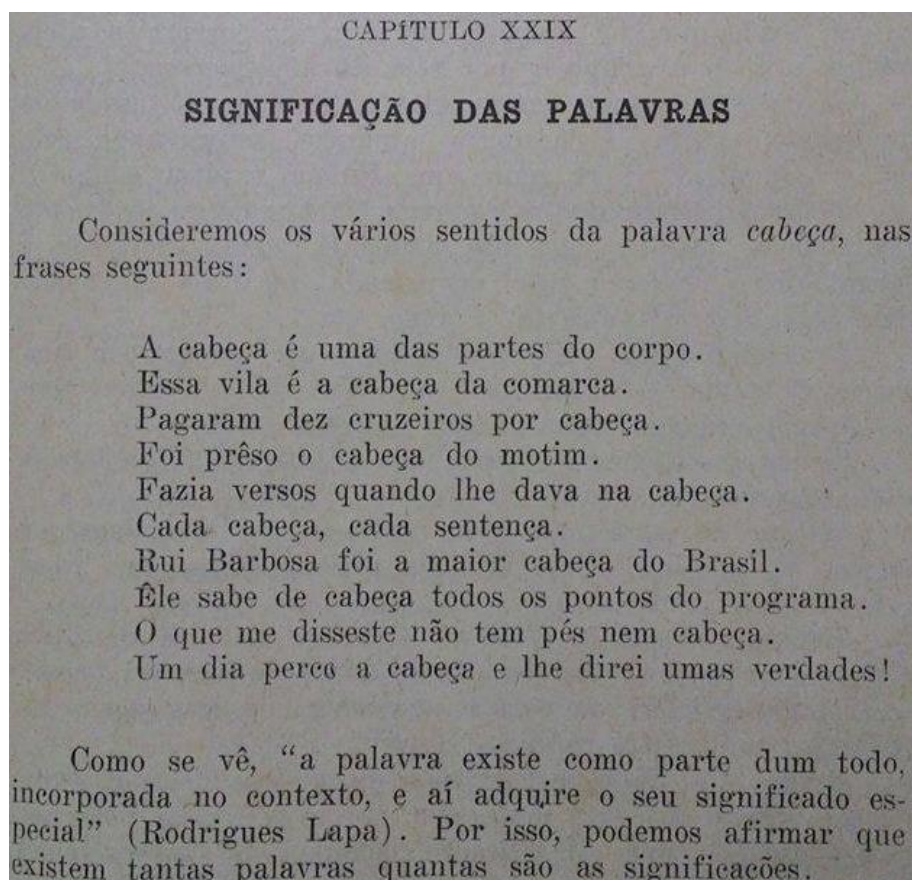 CAPÍTULO XXIX
SIGNIFICAÇÃO DAS PALAVRAS
Consideremos os vários sentidos da palavra cabeça, nas
frases seguintes:
A cabeça é uma das partes do corpo.
Essa vila é a cabeça da comarca.
Pagaram dez cruzeiros por cabeça.
Foi prêso o cabeça do motim.
Fazia versos quando lhe dava na cabeça.
Cada cabeça, cada sentença.
Rui Barbosa foi a maior cabeça do Brasil.
Êle sabe de cabeça todos os pontos do programa.
O que me disseste não tem pés nem cabeça.
Um dia perco a cabeça e lhe direi umas verdades!
Como se vê, “a palavra existe como parte dum todo,
incorporada no contexto, e aí adquire o seu significado es-
pecial” (Rodrigues Lapa). Por isso, podemos afirmar que
existem tantas palavras quantas são as significações.